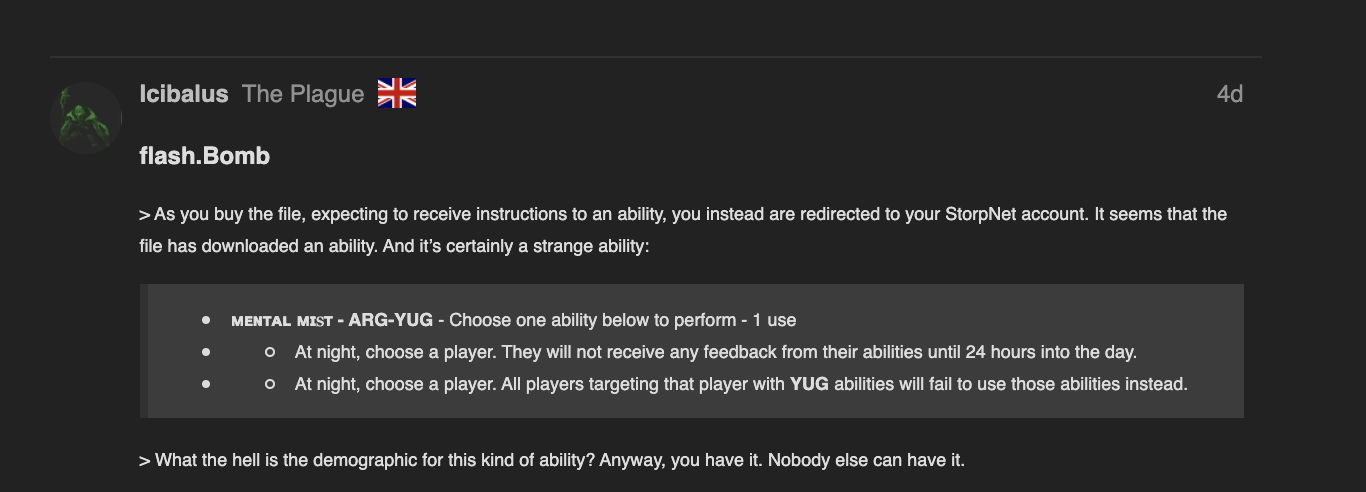 Icibalus The Plague 4d
flash.Bomb
> As you buy the file, expecting to receive instructions to an ability, you instead are redirected to your StorpNet account. It seems that the
file has downloaded an ability. And it’s certainly a strange ability:
ᴍᴇɴᴛᴀʟ ᴍɪsᴛ - ARG-YUG - Choose one ability below to perform - 1 use
At night, choose a player. They will not receive any feedback from their abilities until 24 hours into the day.
At night, choose a player. All players targeting that player with YUG abilities will fail to use those abilities instead.
> What the hell is the demographic for this kind of ability? Anyway, you have it. Nobody else can have it.